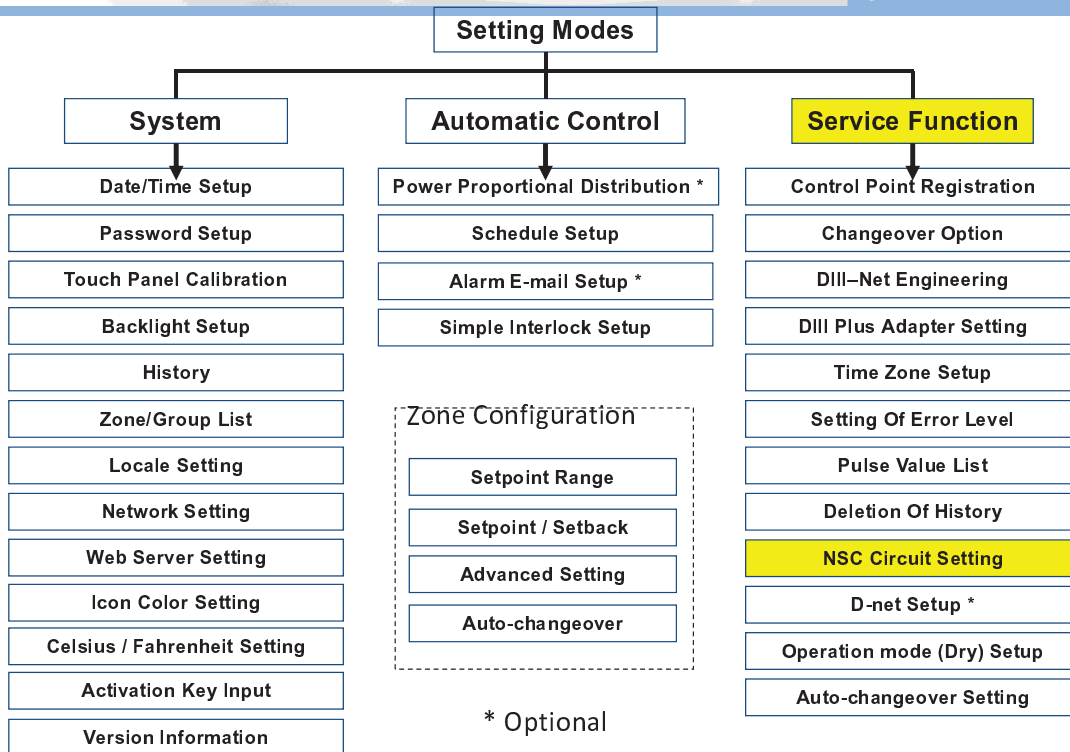 Setting Modes
System
Automatic Control
Service Function
Date/Time Setup
Password Setup
Touch Panel Calibration
Backlight Setup
History
Zone/Group List
Locale Setting
Network Setting
Web Server Setting
Icon Color Setting
Celsius / Fahrenheit Setting
Activation Key Input
Version Information
Power Proportional Distribution *
Schedule Setup
Alarm E-mail Setup *
Simple Interlock Setup
Zone Configuration
Setpoint Range
Setpoint / Setback
Advanced Setting
Auto-changeover
* Optional
Control Point Registration
Changeover Option
DIII–Net Engineering
DIII Plus Adapter Setting
Time Zone Setup
Setting Of Error Level
Pulse Value List
Deletion Of History
NSC Circuit Setting
D-net Setup *
Operation mode (Dry) Setup
Auto-changeover Setting